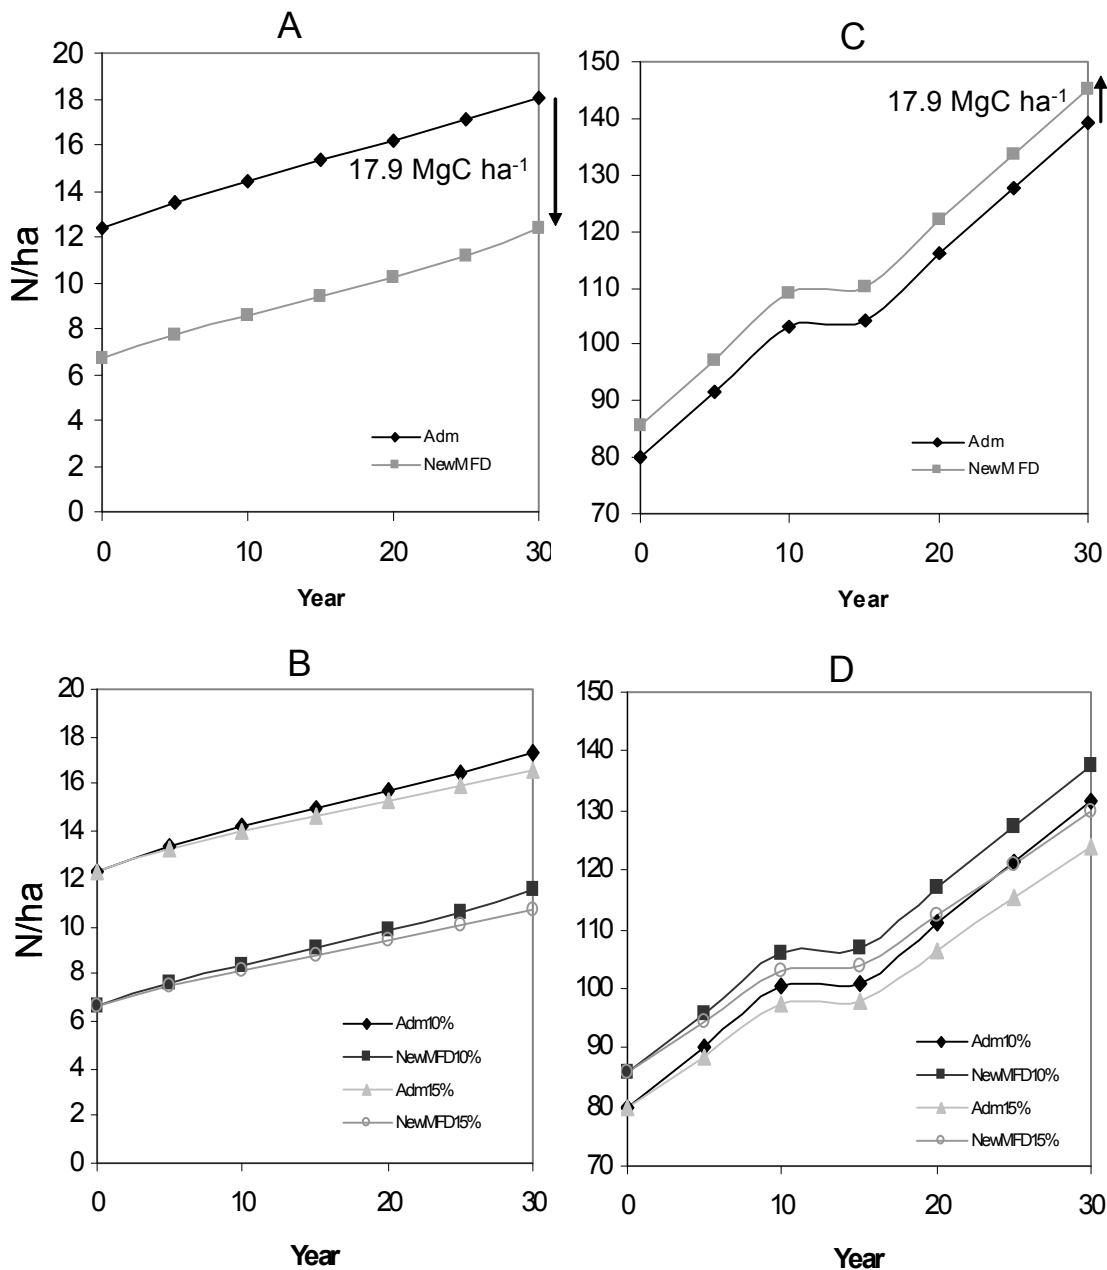 A
20
18
16
14
12
10
8
6
4
2
0
N/ha
17.9 MgC ha-1
Adm
NewMFD
0 10 20 30
Year
C
150
140
130
120
110
100
90
80
70
17.9 MgC ha-1
Adm
NewMFD
0 10 20 30
Year
B
20
18
16
14
12
10
8
6
4
2
0
N/ha
Adm10%
NewMFD10%
Adm15%
NewMFD15%
0 10 20 30
Year
D
150
140
130
120
110
100
90
80
70
Adm10%
NewMFD10%
Adm15%
NewMFD15%
0 10 20 30
Year